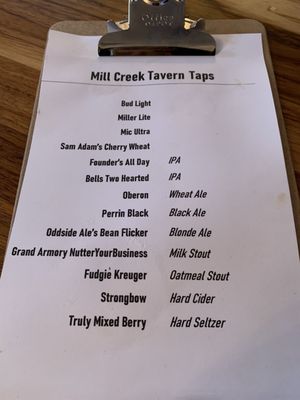 Office
DEPOT
Mill Creek Tavern Taps
Bud Light
Miller Lite
Mic Ultra
Sam Adam's Cherry Wheat
Founder's All Day IPA
Bells Two Hearted IPA
Oberon Wheat Ale
Perrin Black Black Ale
Oddside Ale's Bean Flicker Blonde Ale
Grand Armory NutterYourBusiness Milk Stout
Fudgie Kreuger Oatmeal Stout
Strongbow Hard Cider
Truly Mixed Berry Hard Seltzer